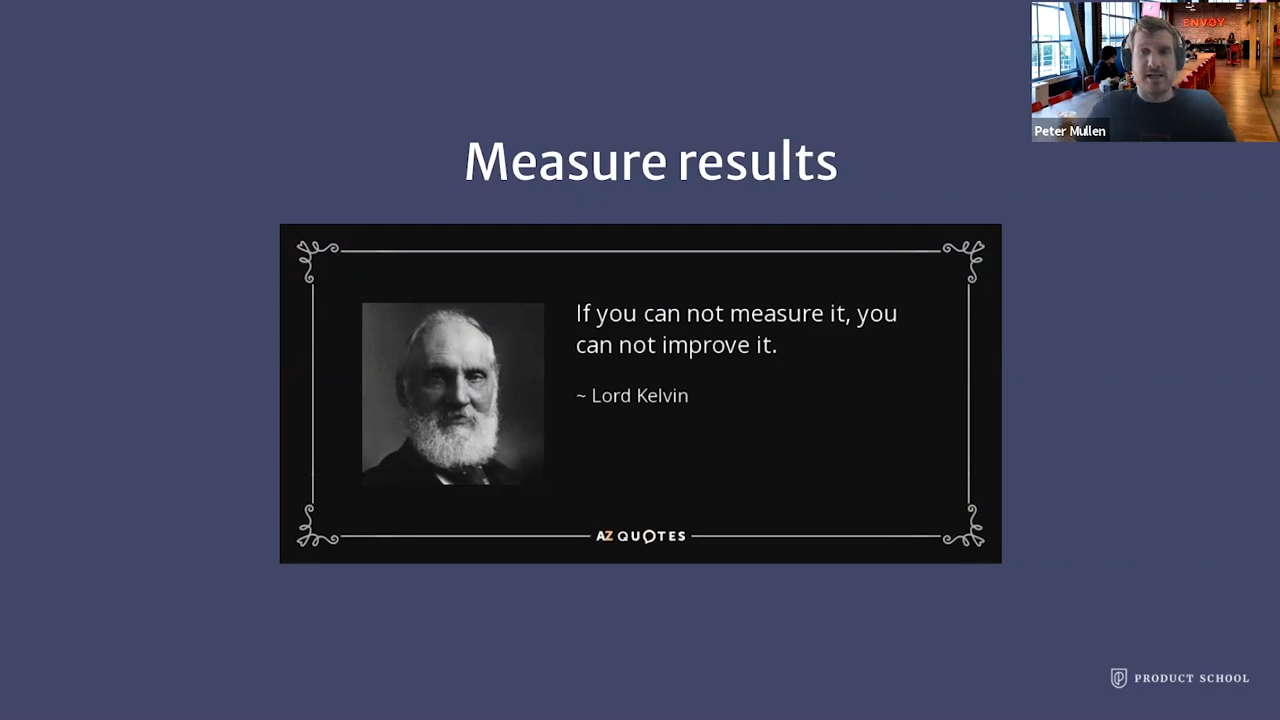 ENVOY
Peter Mullen
Measure results
If you can not measure it, you
can not improve it.
~ Lord Kelvin
AZ QUOTES
PRODUCT SCHOOL